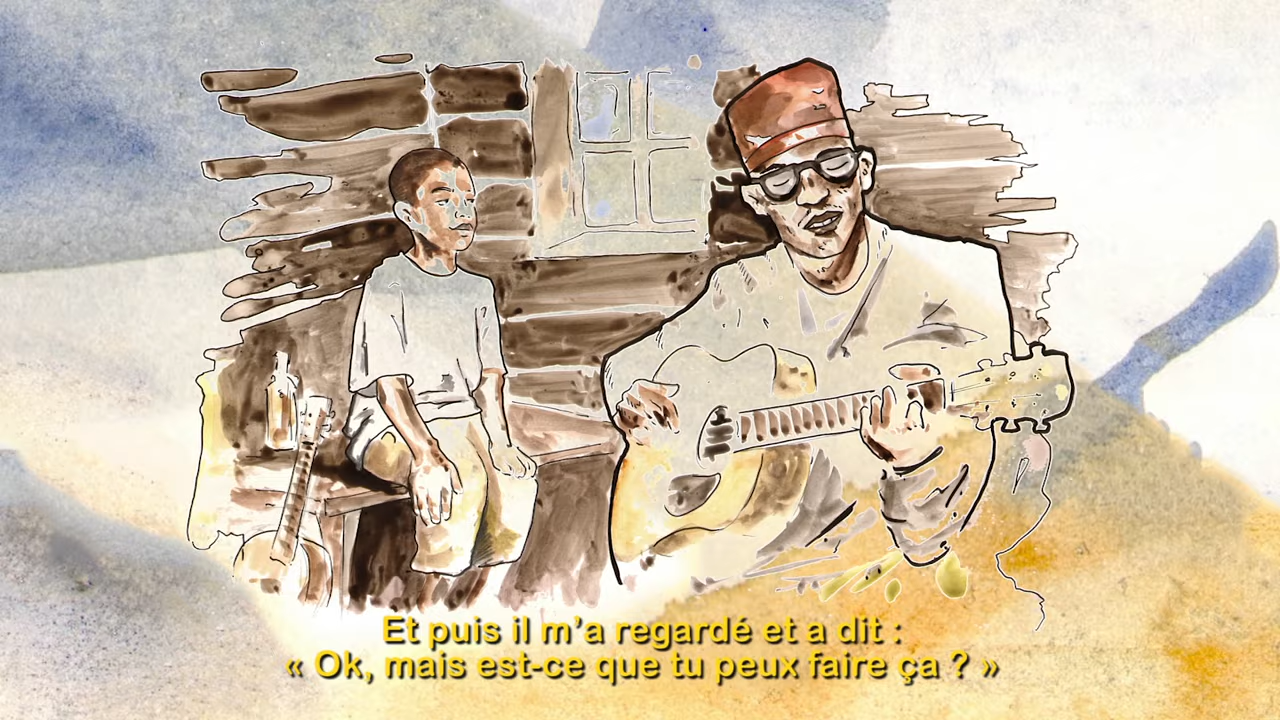 Et puis il m'a regardé et a dit :
« Ok, mais est-ce que tu peux faire ça ? »